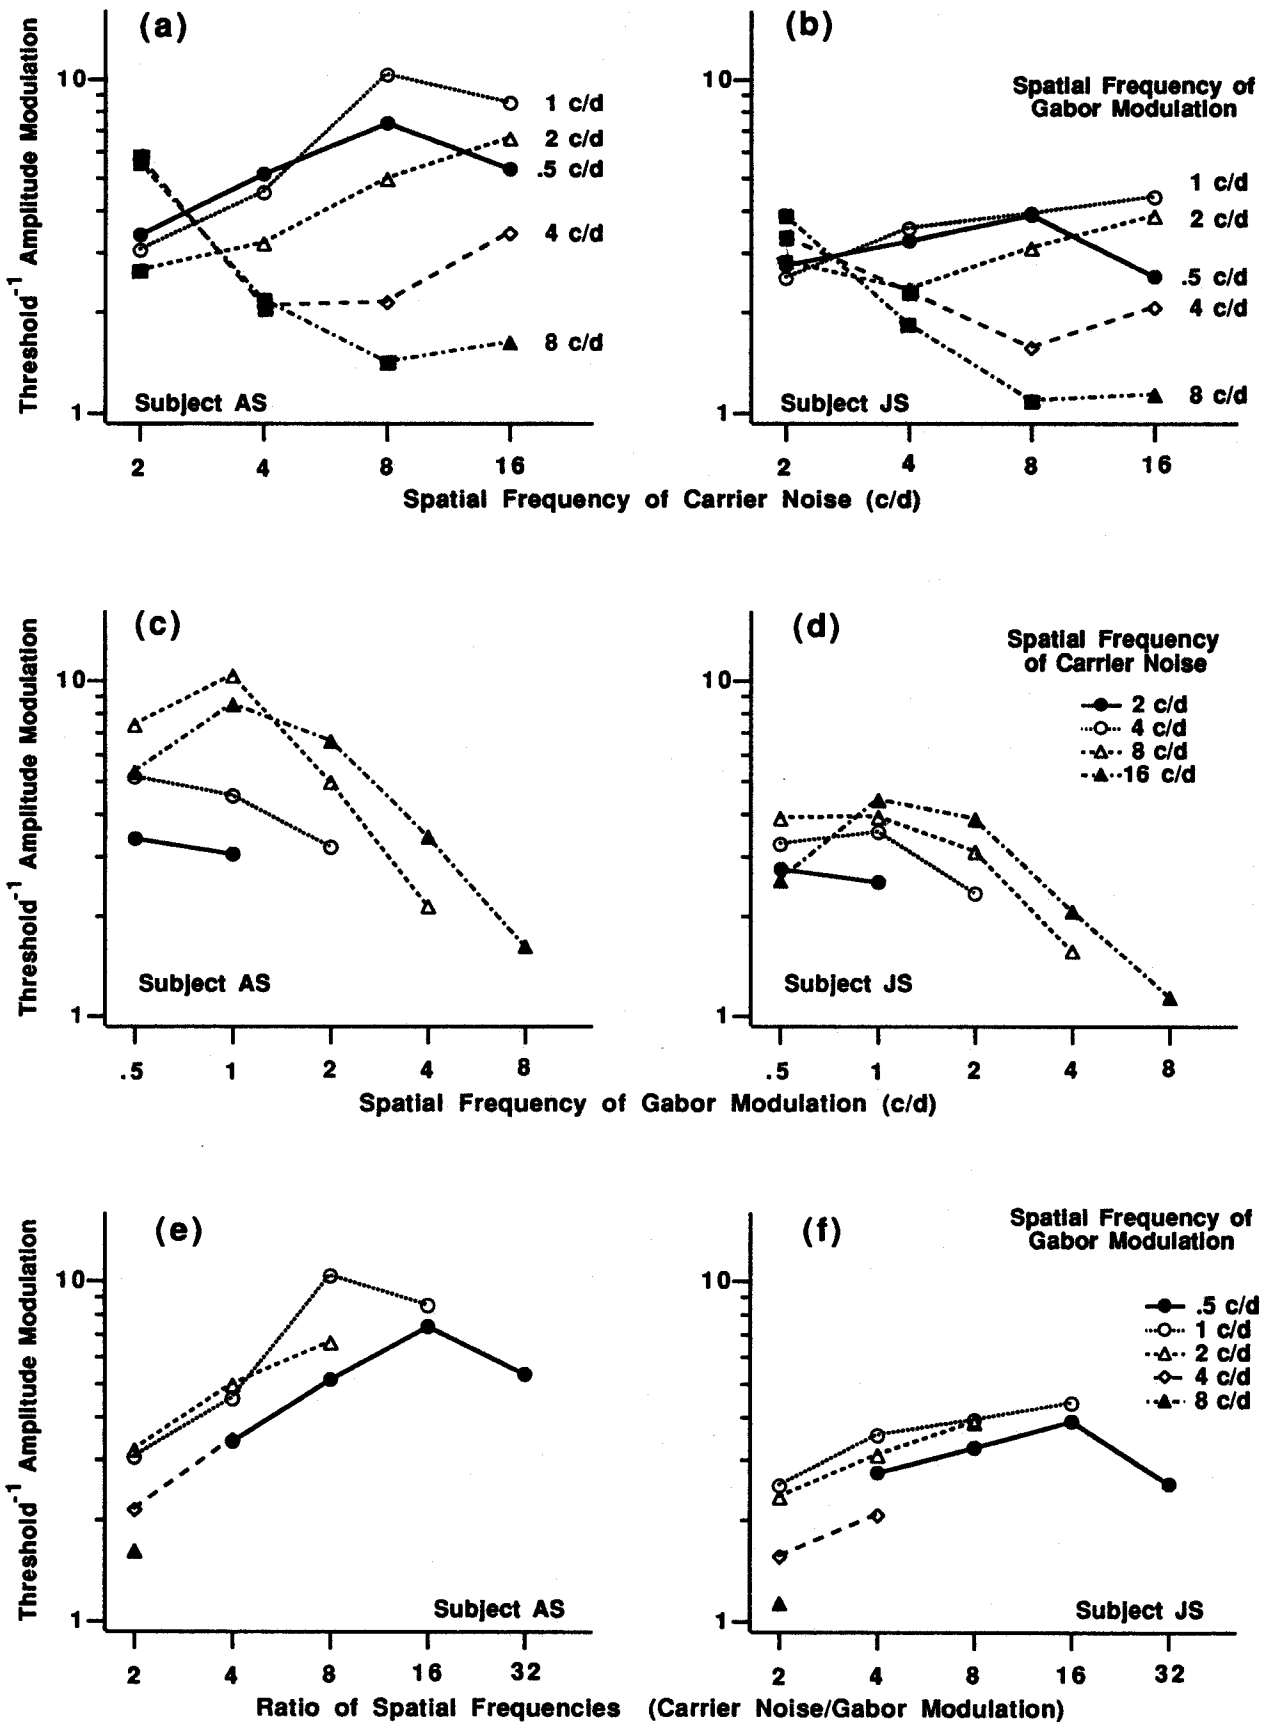 (a)
Threshold-1 Amplitude Modulation
10
1
1 c/d
2 c/d
.5 c/d
4 c/d
8 c/d
Subject AS
2 4 8 16
(b)
Spatial Frequency of
Gabor Modulation
10
1
1 c/d
2 c/d
.5 c/d
4 c/d
8 c/d
Subject JS
2 4 8 16
Spatial Frequency of Carrier Noise (c/d)
(c)
Threshold-1 Amplitude Modulation
10
1
Subject AS
.5 1 2 4 8
(d)
Spatial Frequency
of Carrier Noise
2 c/d
4 c/d
8 c/d
16 c/d
10
1
Subject JS
.5 1 2 4 8
Spatial Frequency of Gabor Modulation (c/d)
(e)
Threshold-1 Amplitude Modulation
10
1
Subject AS
2 4 8 16 32
(f)
Spatial Frequency of
Gabor Modulation
.5 c/d
1 c/d
2 c/d
4 c/d
8 c/d
10
1
Subject JS
2 4 8 16 32
Ratio of Spatial Frequencies (Carrier Noise/Gabor Modulation)